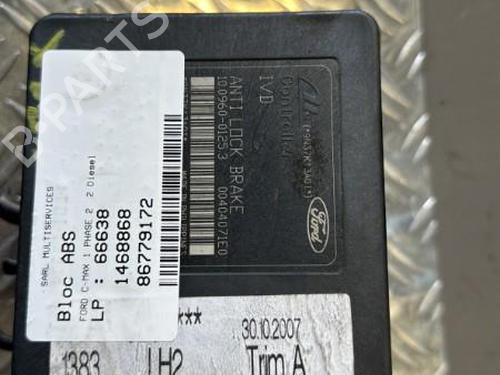 SARL MULTISERVICES
Bloc ABS
FORD C-MAX 1 PHASE 2 2 Diesel
LP : 66638
1468868
86779172
Controller
IVD
ANTI LOCK BRAKE
10.0960-0125.3 00404071E0
Ford
***
30.10.2007
1383 LH2 Trim A